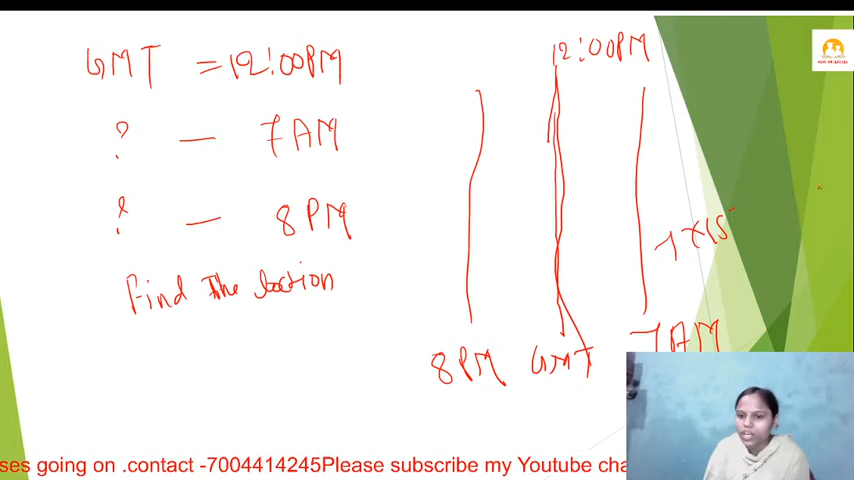 GMT = 12:00PM
? — 7AM
? — 8PM
Find The location
12:00PM
7 X 15
8PM GMT 7AM
ses going on .contact -7004414245Please subscribe my Youtube cha